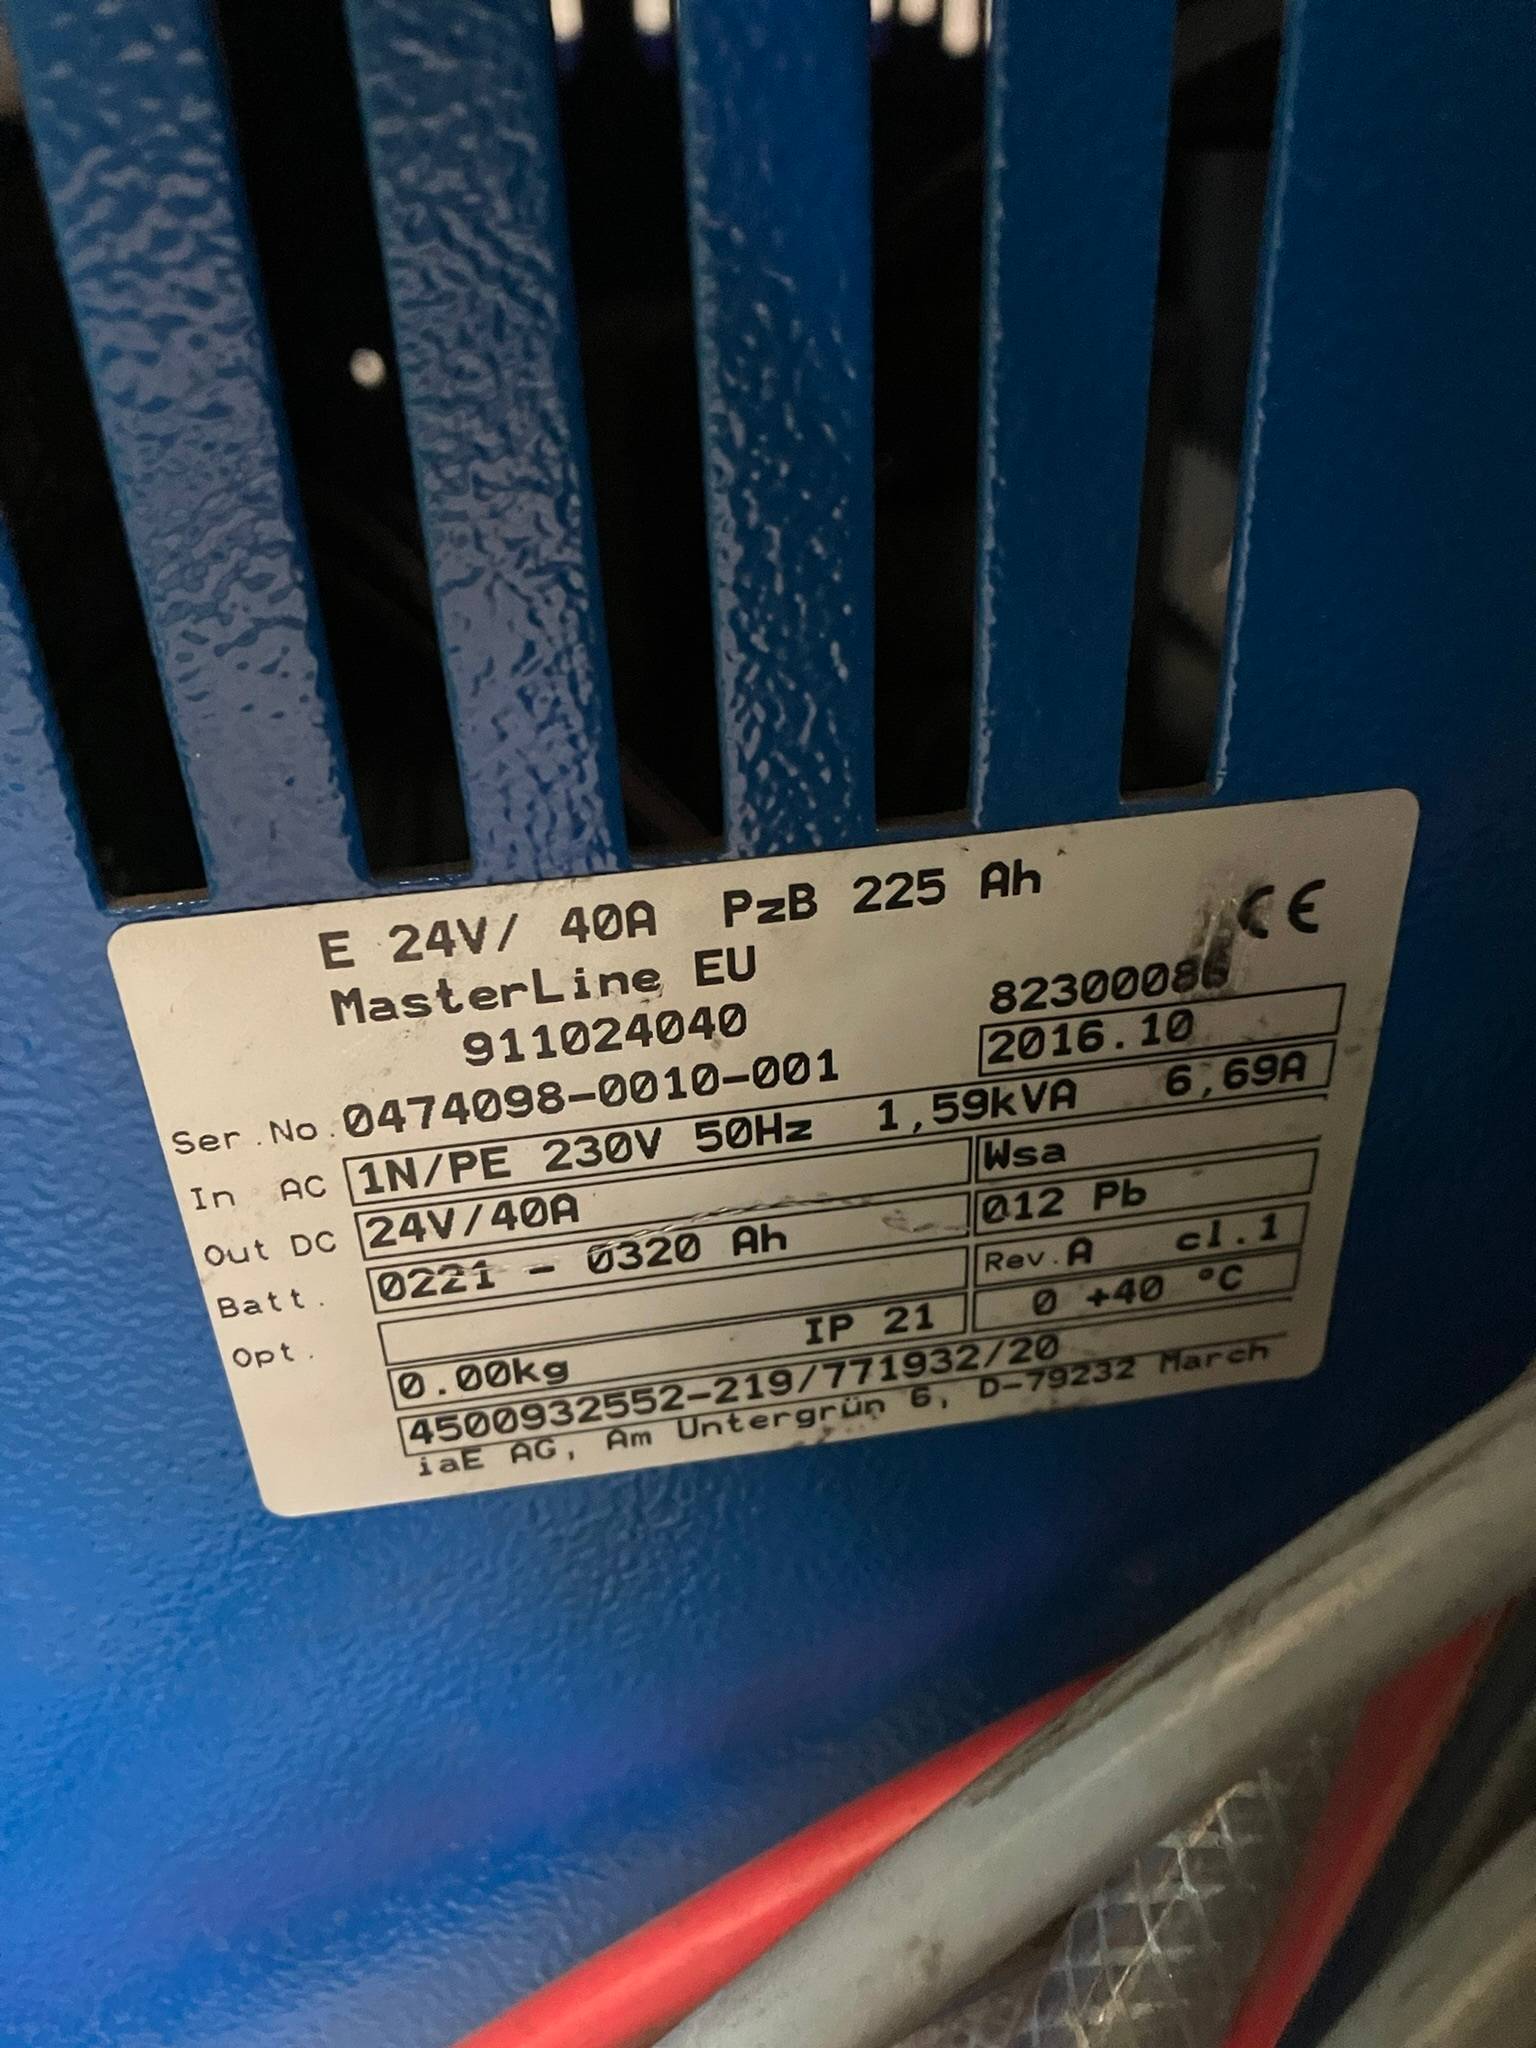 E 24V/ 40A PzB 225 Ah
CE
MasterLine EU
911024040 82300086
Ser.No. 0474098-0010-001 2016.10
In AC 1N/PE 230V 50Hz 1,59kVA 6,69A
Out DC 24V/40A Wsa
Batt. 0221 - 0320 Ah 012 Pb
Opt. Rev.A cl.1
0.00kg IP 21 0 +40 °C
4500932552-219/771932/20
iaE AG, Am Untergrün 6, D-79232 March